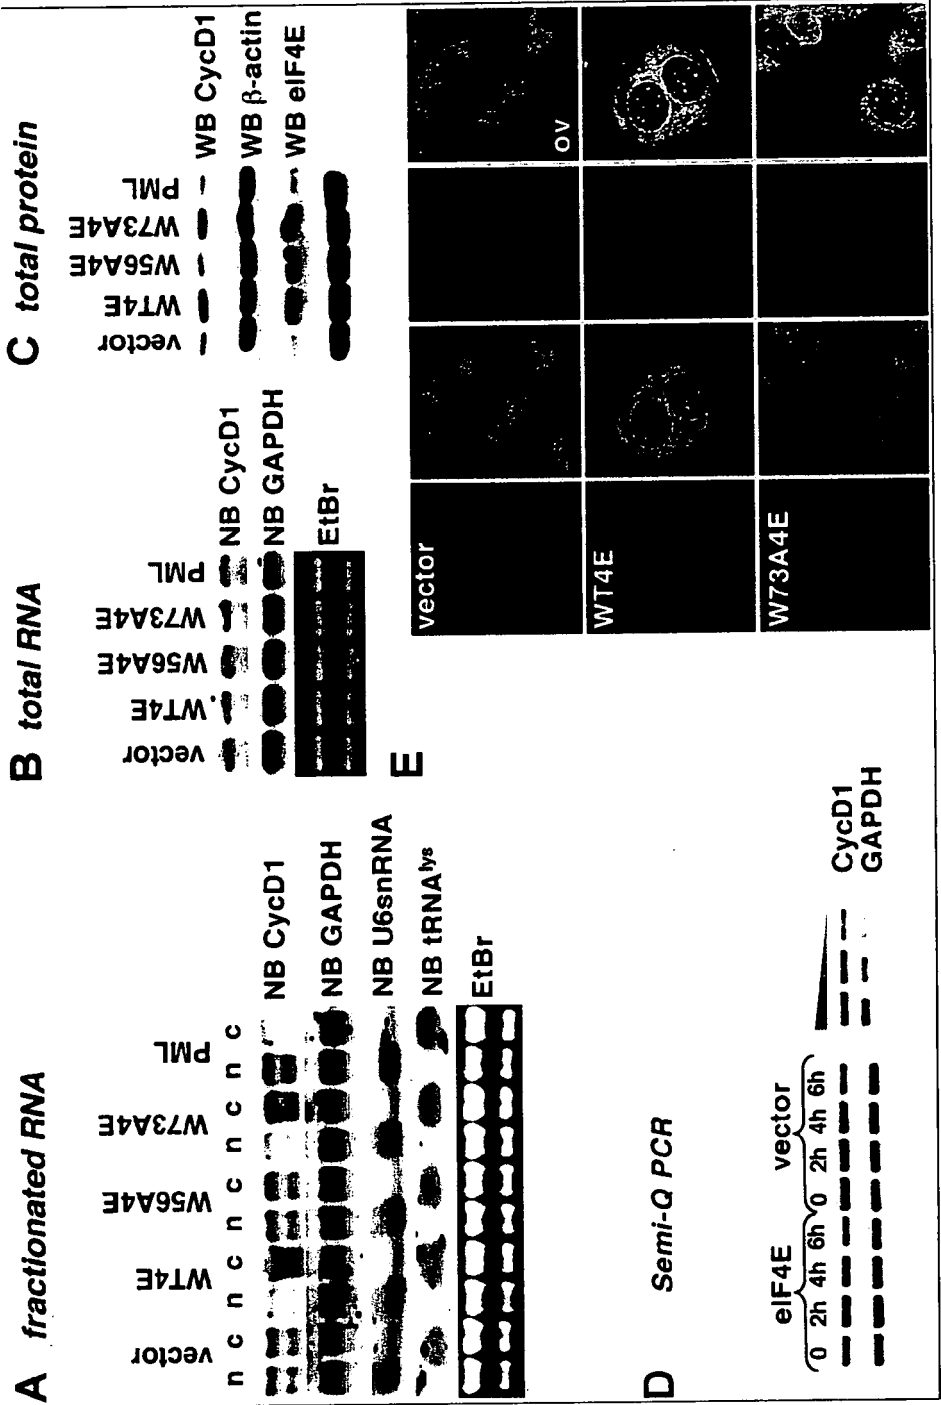 A fractionated RNA
vector WT4E W56A4E W73A4E PML
n c n c n c n c n c
NB CycD1
NB GAPDH
NB U6snRNA
NB tRNAlys
EtBr
B total RNA
vector WT4E W56A4E W73A4E PML
NB CycD1
NB GAPDH
EtBr
C total protein
vector WT4E W56A4E W73A4E PML
WB CycD1
WB β-actin
WB eIF4E
D Semi-Q PCR
eIF4E vector
0 2h 4h 6h 0 2h 4h 6h
CycD1
GAPDH
E
vector
ov
WT4E
W73A4E